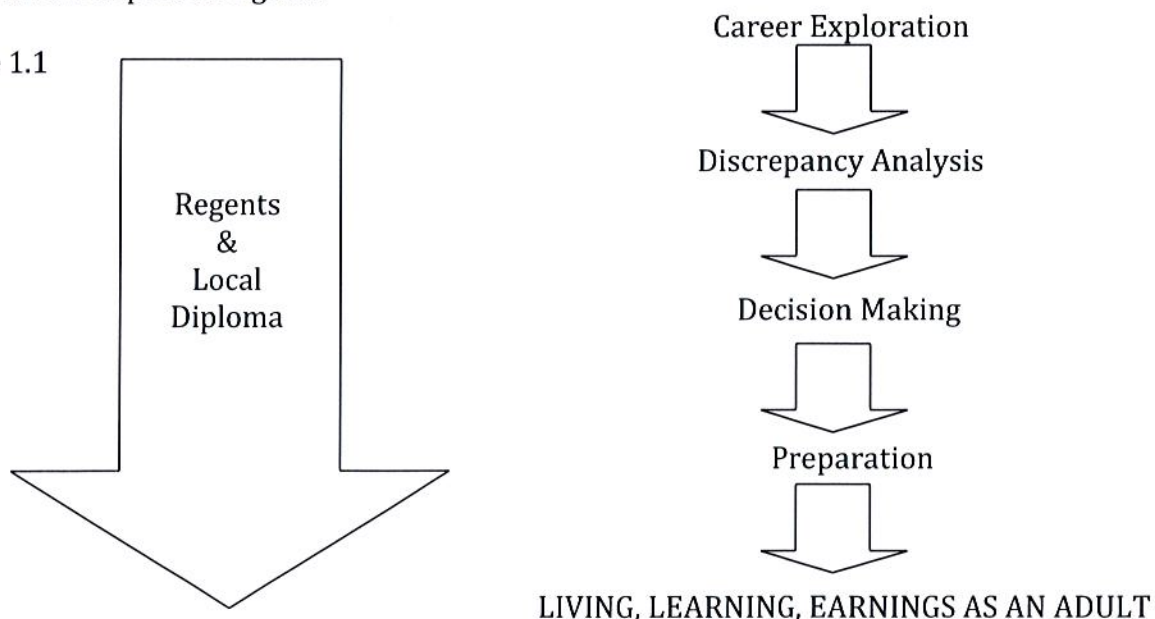 1.1
Regents
&
Local
Diploma
Career Exploration
Discrepancy Analysis
Decision Making
Preparation
LIVING, LEARNING, EARNINGS AS AN ADULT